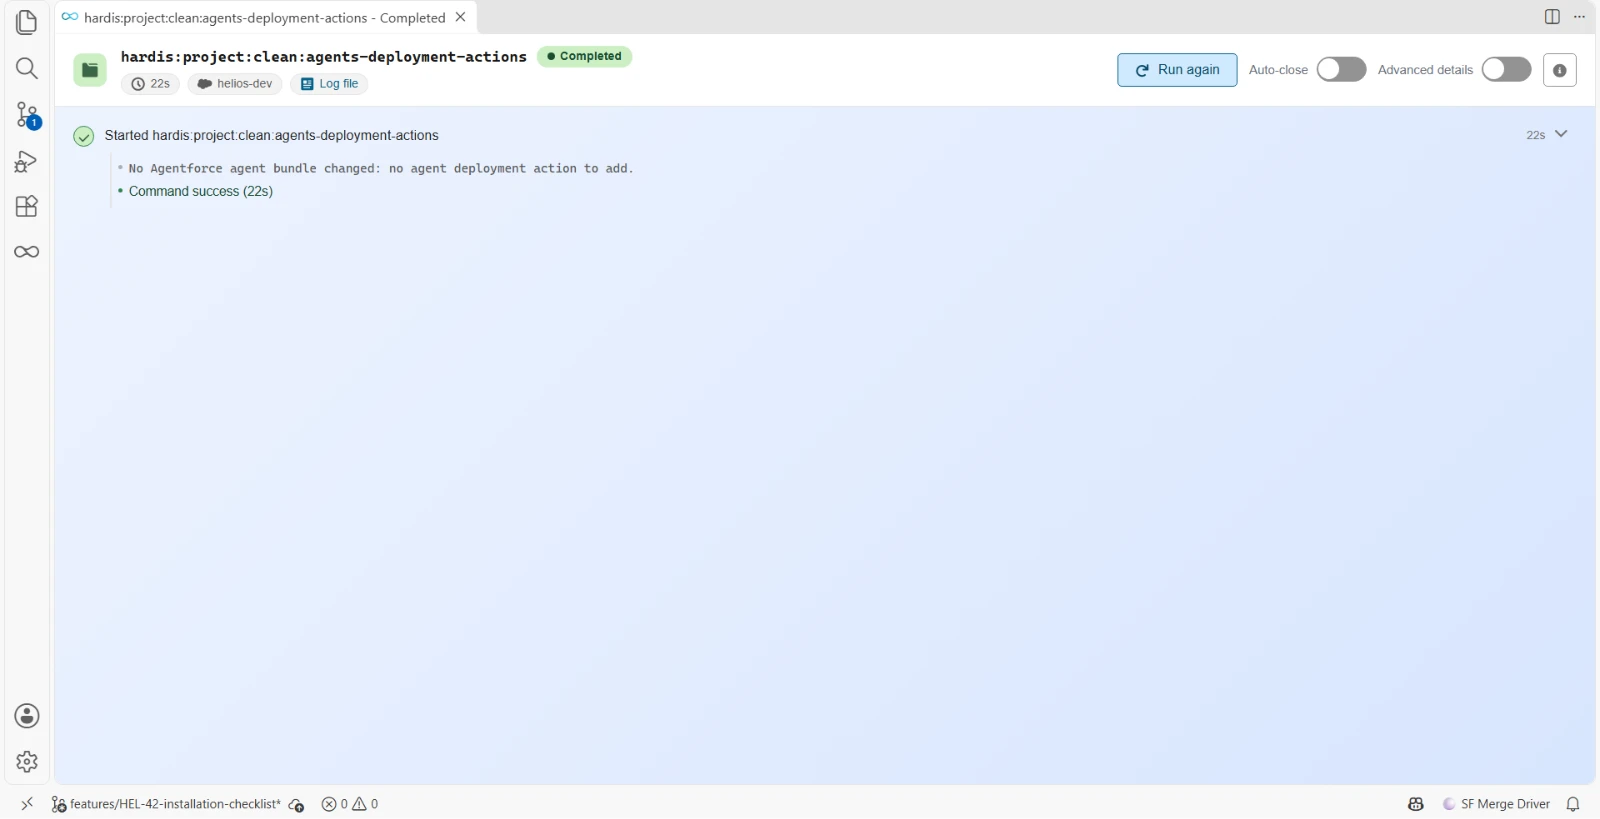 hardis:project:clean:agents-deployment-actions - Completed
hardis:project:clean:agents-deployment-actions
Completed
22s
helios-dev
Log file
Run again
Auto-close
Advanced details
1
Started hardis:project:clean:agents-deployment-actions
22s
No Agentforce agent bundle changed: no agent deployment action to add.
Command success (22s)
features/HEL-42-installation-checklist*
0
0
SF Merge Driver